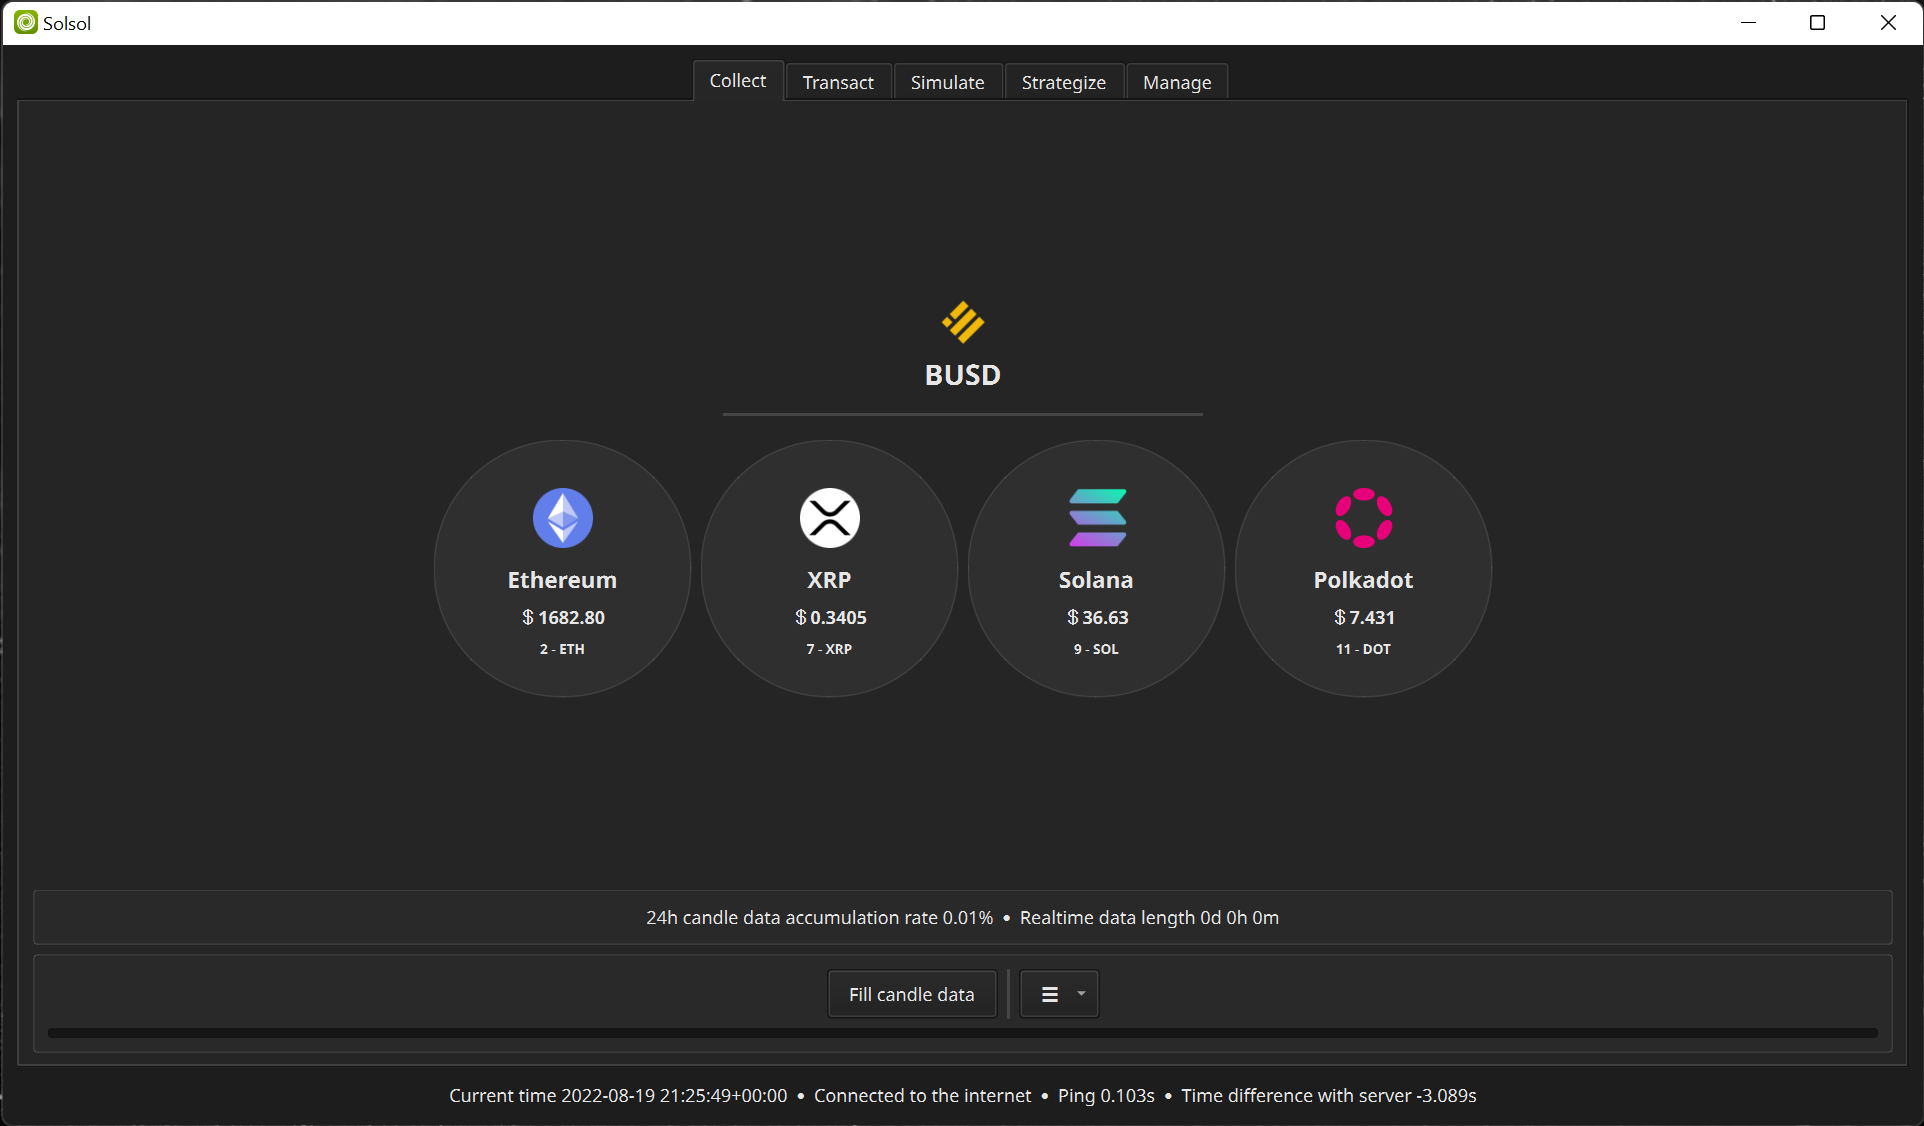 Solsol
Collect Transact Simulate Strategize Manage
BUSD
Ethereum
$ 1682.80
2 - ETH
XRP
$ 0.3405
7 - XRP
Solana
$ 36.63
9 - SOL
Polkadot
$ 7.431
11 - DOT
24h candle data accumulation rate 0.01% • Realtime data length 0d 0h 0m
Fill candle data
Current time 2022-08-19 21:25:49+00:00 • Connected to the internet • Ping 0.103s • Time difference with server -3.089s